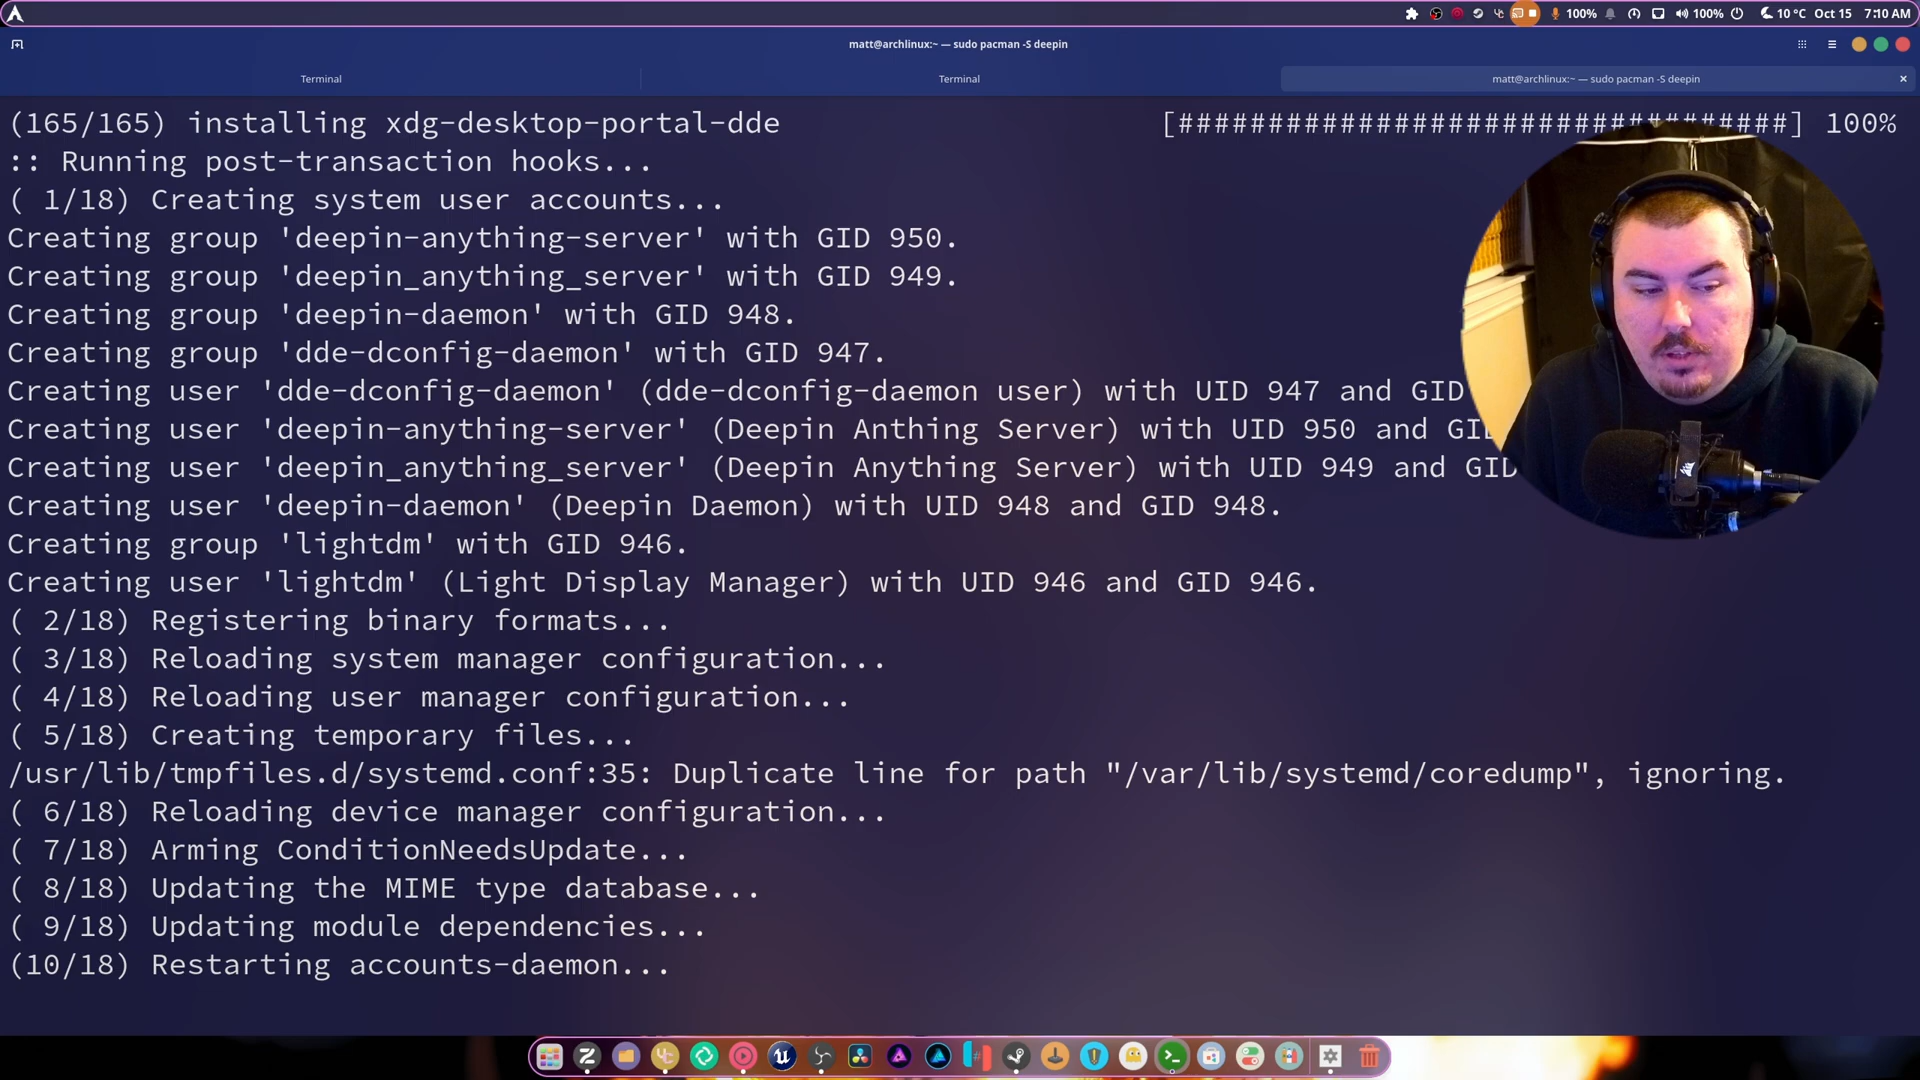 100% 100% 10 °C Oct 15 7:10 AM
matt@archlinux:~ — sudo pacman -S deepin
Terminal Terminal matt@archlinux:~ — sudo pacman -S deepin
(165/165) installing xdg-desktop-portal-dde [##################################] 100%
:: Running post-transaction hooks...
( 1/18) Creating system user accounts...
Creating group 'deepin-anything-server' with GID 950.
Creating group 'deepin_anything_server' with GID 949.
Creating group 'deepin-daemon' with GID 948.
Creating group 'dde-dconfig-daemon' with GID 947.
Creating user 'dde-dconfig-daemon' (dde-dconfig-daemon user) with UID 947 and GID
Creating user 'deepin-anything-server' (Deepin Anthing Server) with UID 950 and GID
Creating user 'deepin_anything_server' (Deepin Anything Server) with UID 949 and GID
Creating user 'deepin-daemon' (Deepin Daemon) with UID 948 and GID 948.
Creating group 'lightdm' with GID 946.
Creating user 'lightdm' (Light Display Manager) with UID 946 and GID 946.
( 2/18) Registering binary formats...
( 3/18) Reloading system manager configuration...
( 4/18) Reloading user manager configuration...
( 5/18) Creating temporary files...
/usr/lib/tmpfiles.d/systemd.conf:35: Duplicate line for path "/var/lib/systemd/coredump", ignoring.
( 6/18) Reloading device manager configuration...
( 7/18) Arming ConditionNeedsUpdate...
( 8/18) Updating the MIME type database...
( 9/18) Updating module dependencies...
(10/18) Restarting accounts-daemon...